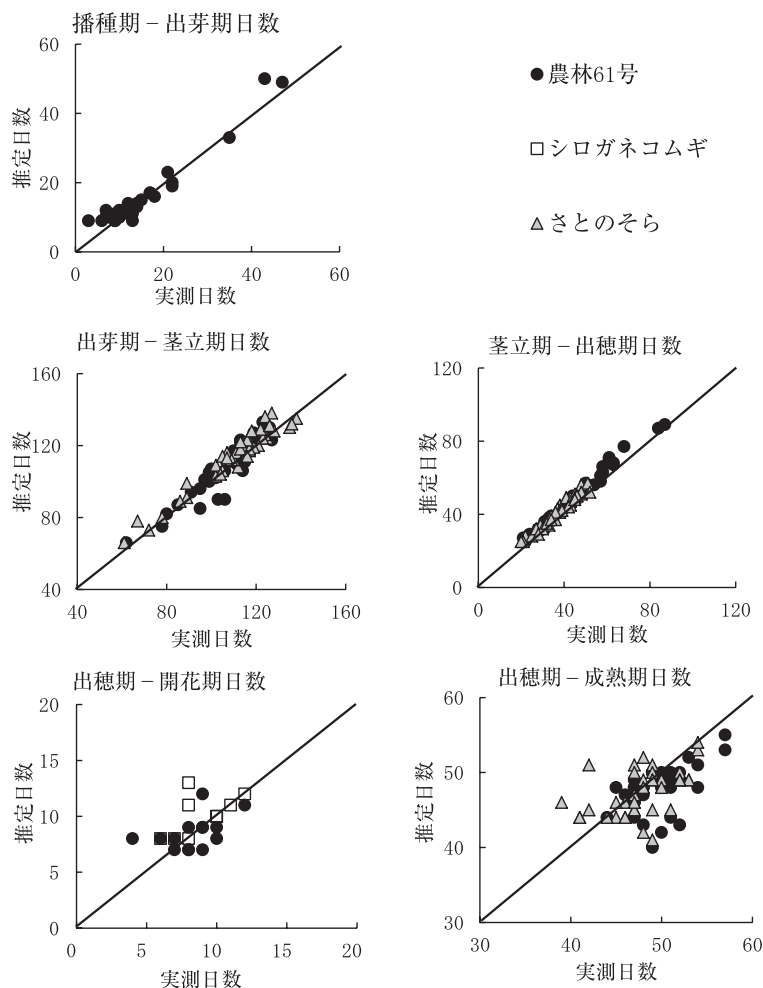 播種期－出芽期日数
60
40
20
0
0 20 40 60
推定日数
実測日数
農林61号
シロガネコムギ
さとのそら
出芽期－茎立期日数
160
120
80
40
40 80 120 160
推定日数
実測日数
茎立期－出穂期日数
120
80
40
0
0 40 80 120
推定日数
実測日数
出穂期－開花期日数
20
15
10
5
0
0 5 10 15 20
推定日数
実測日数
出穂期－成熟期日数
60
50
40
30
30 40 50 60
推定日数
実測日数